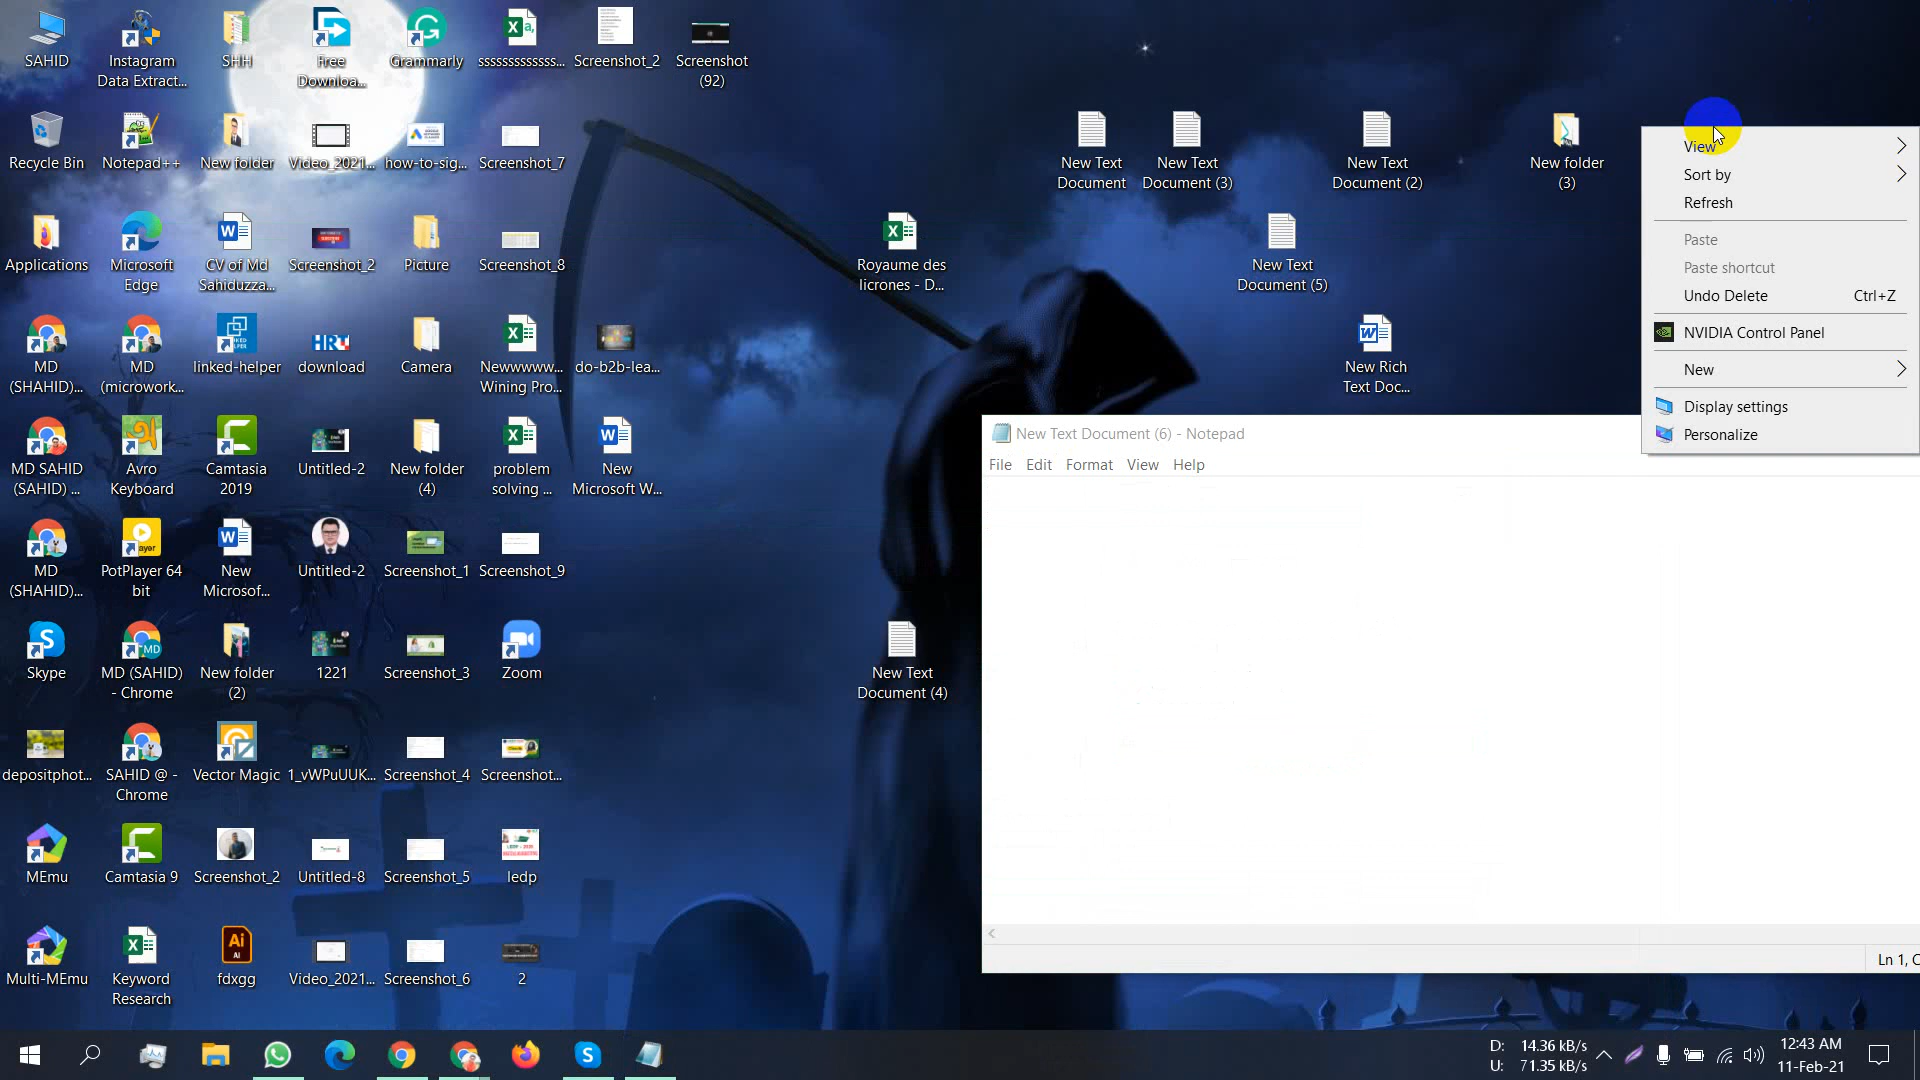 SAHID
Instagram
Data Extract...
SHH
Free
Downloa...
Grammarly
sssssssssssss...
Screenshot_2
Screenshot
(92)
Recycle Bin
Notepad++
New folder
Video_2021...
how-to-sig...
Screenshot_7
New Text
Document
New Text
Document (3)
New Text
Document (2)
New folder
(3)
Applications
Microsoft
Edge
CV of Md
Sahiduzza...
Screenshot_2
Picture
Screenshot_8
Royaume des
licrones - D...
New Text
Document (5)
MD
(SHAHID)...
MD
(microwork...
linked-helper
HRT
download
Camera
Newwwww...
Wining Pro...
do-b2b-lea...
New Rich
Text Doc...
MD SAHID
(SAHID) ...
Avro
Keyboard
Camtasia
2019
Untitled-2
New folder
(4)
problem
solving ...
New
Microsoft W...
MD
(SHAHID)...
PotPlayer 64
bit
New
Microsof...
Untitled-2
Screenshot_1
Screenshot_9
Skype
MD (SAHID)
- Chrome
New folder
(2)
1221
Screenshot_3
Zoom
New Text
Document (4)
depositphot...
SAHID @ -
Chrome
Vector Magic
1_vWPuUUK...
Screenshot_4
Screenshot...
MEmu
Camtasia 9
Screenshot_2
Untitled-8
Screenshot_5
ledp
Multi-MEmu
Keyword
Research
Ai
fdxgg
Video_2021...
Screenshot_6
2
View
Sort by
Refresh
Paste
Paste shortcut
Undo Delete Ctrl+Z
NVIDIA Control Panel
New
Display settings
Personalize
New Text Document (6) - Notepad
File Edit Format View Help
Ln 1, C
D: 14.36 kB/s
U: 71.35 kB/s
12:43 AM
11-Feb-21